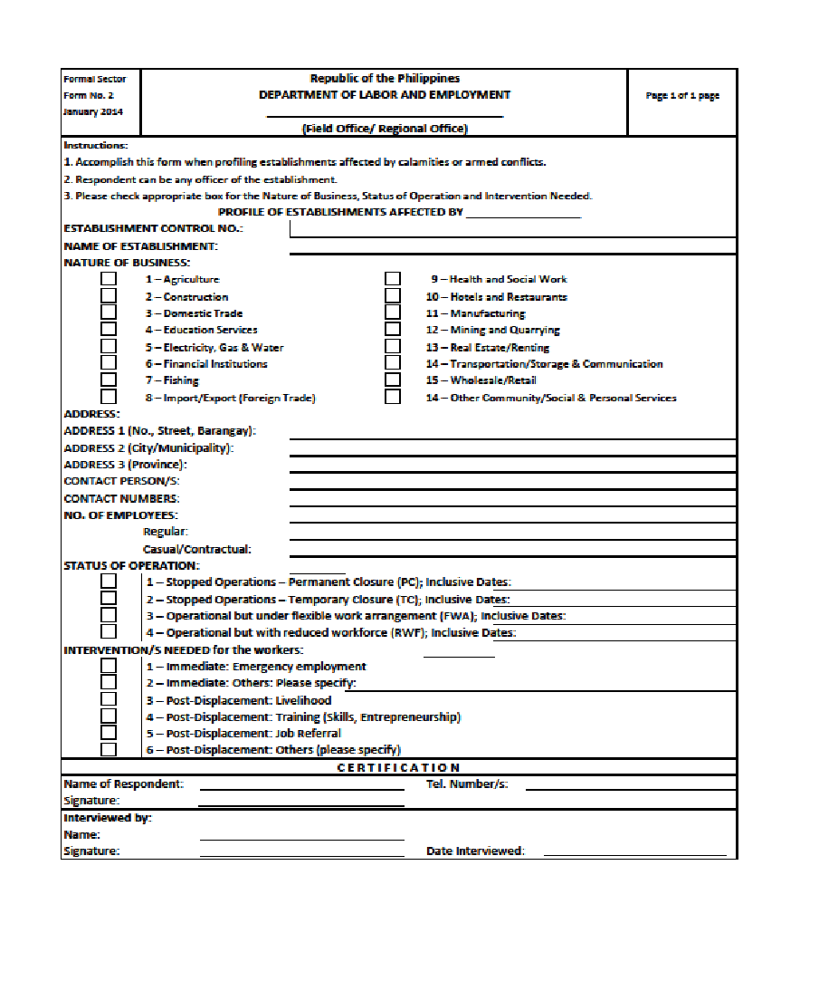 Formal Sector
Form No. 2
January 2014
Republic of the Philippines
DEPARTMENT OF LABOR AND EMPLOYMENT
(Field Office/ Regional Office)
Page 1 of 1 page
Instructions:
1. Accomplish this form when profiling establishments affected by calamities or armed conflicts.
2. Respondent can be any officer of the establishment.
3. Please check appropriate box for the Nature of Business, Status of Operation and Intervention Needed.
PROFILE OF ESTABLISHMENTS AFFECTED BY ___________________
ESTABLISHMENT CONTROL NO.:
NAME OF ESTABLISHMENT:
NATURE OF BUSINESS:
1 – Agriculture
2 – Construction
3 – Domestic Trade
4 – Education Services
5 – Electricity, Gas & Water
6 – Financial Institutions
7 – Fishing
8 – Import/Export (Foreign Trade)
9 – Health and Social Work
10 – Hotels and Restaurants
11 – Manufacturing
12 – Mining and Quarrying
13 – Real Estate/Renting
14 – Transportation/Storage & Communication
15 – Wholesale/Retail
14 – Other Community/Social & Personal Services
ADDRESS:
ADDRESS 1 (No., Street, Barangay):
ADDRESS 2 (City/Municipality):
ADDRESS 3 (Province):
CONTACT PERSON/S:
CONTACT NUMBERS:
NO. OF EMPLOYEES:
Regular:
Casual/Contractual:
STATUS OF OPERATION:
1 – Stopped Operations – Permanent Closure (PC); Inclusive Dates:
2 – Stopped Operations – Temporary Closure (TC); Inclusive Dates:
3 – Operational but under flexible work arrangement (FWA); Inclusive Dates:
4 – Operational but with reduced workforce (RWF); Inclusive Dates:
INTERVENTION/S NEEDED for the workers:
1 – Immediate: Emergency employment
2 – Immediate: Others: Please specify:
3 – Post-Displacement: Livelihood
4 – Post-Displacement: Training (Skills, Entrepreneurship)
5 – Post-Displacement: Job Referral
6 – Post-Displacement: Others (please specify)
CERTIFICATION
Name of Respondent:
Tel. Number/s:
Signature:
Interviewed by:
Name:
Signature:
Date Interviewed: